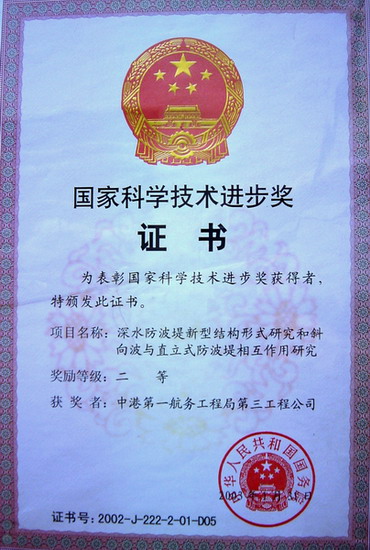 国家科学技术进步奖
证书
为表彰国家科学技术进步奖获得者，
特颁发此证书。
项目名称：深水防波堤新型结构形式研究和斜
向波与直立式防波堤相互作用研究
奖励等级：二 等
获 奖 者：中港第一航务工程局第三工程公司
中华人民共和国国务院
证书号：2002-J-222-2-01-D05